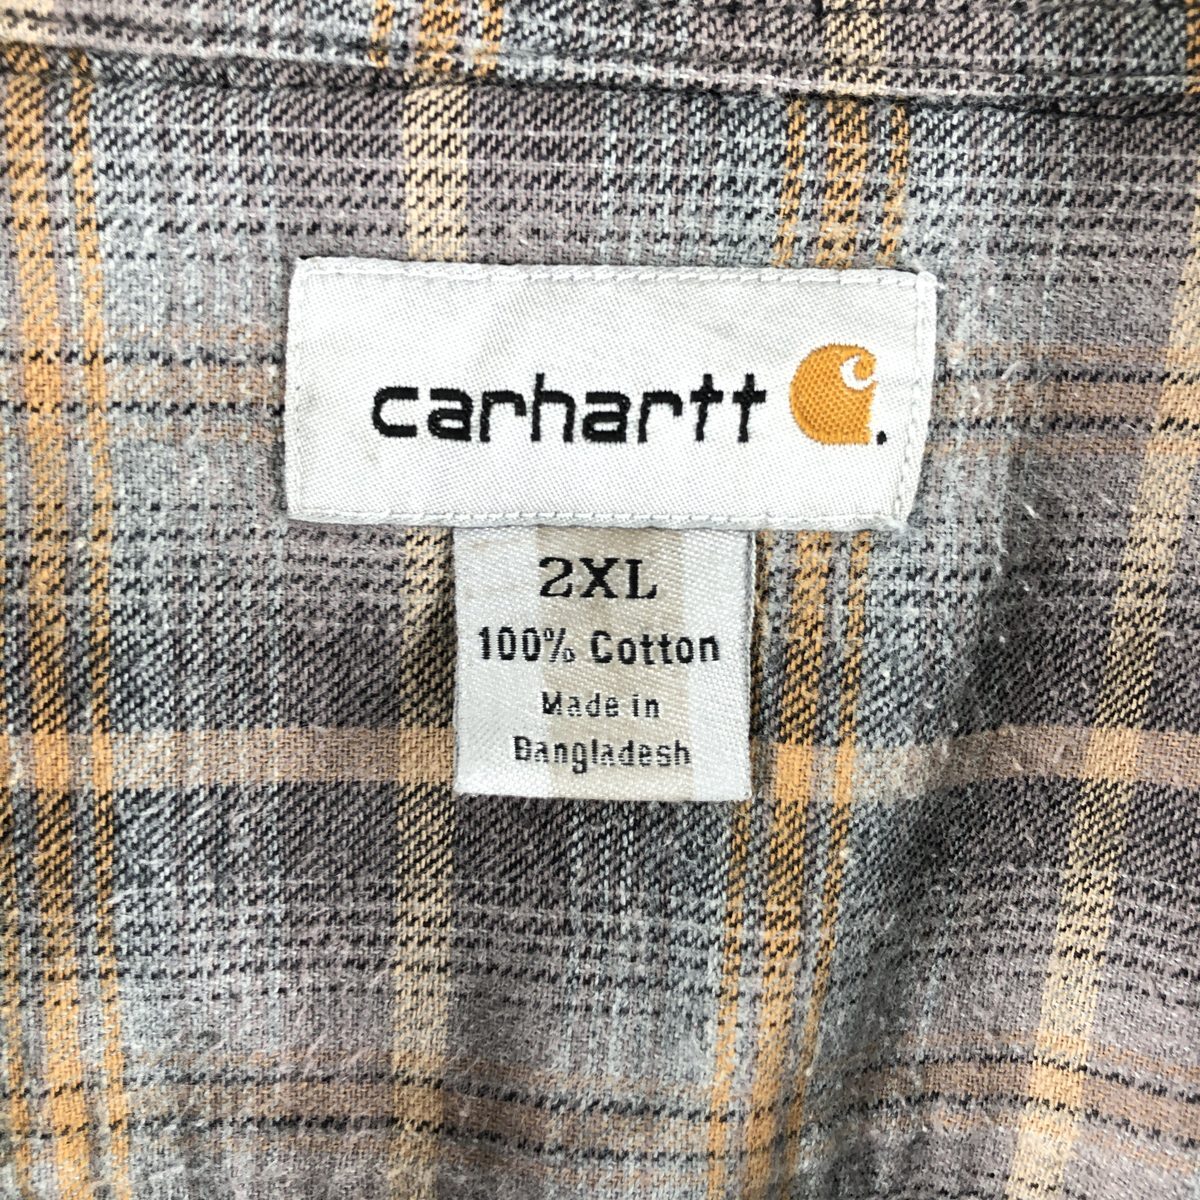 carhartt
2XL
100% Cotton
Made in
Bangladesh